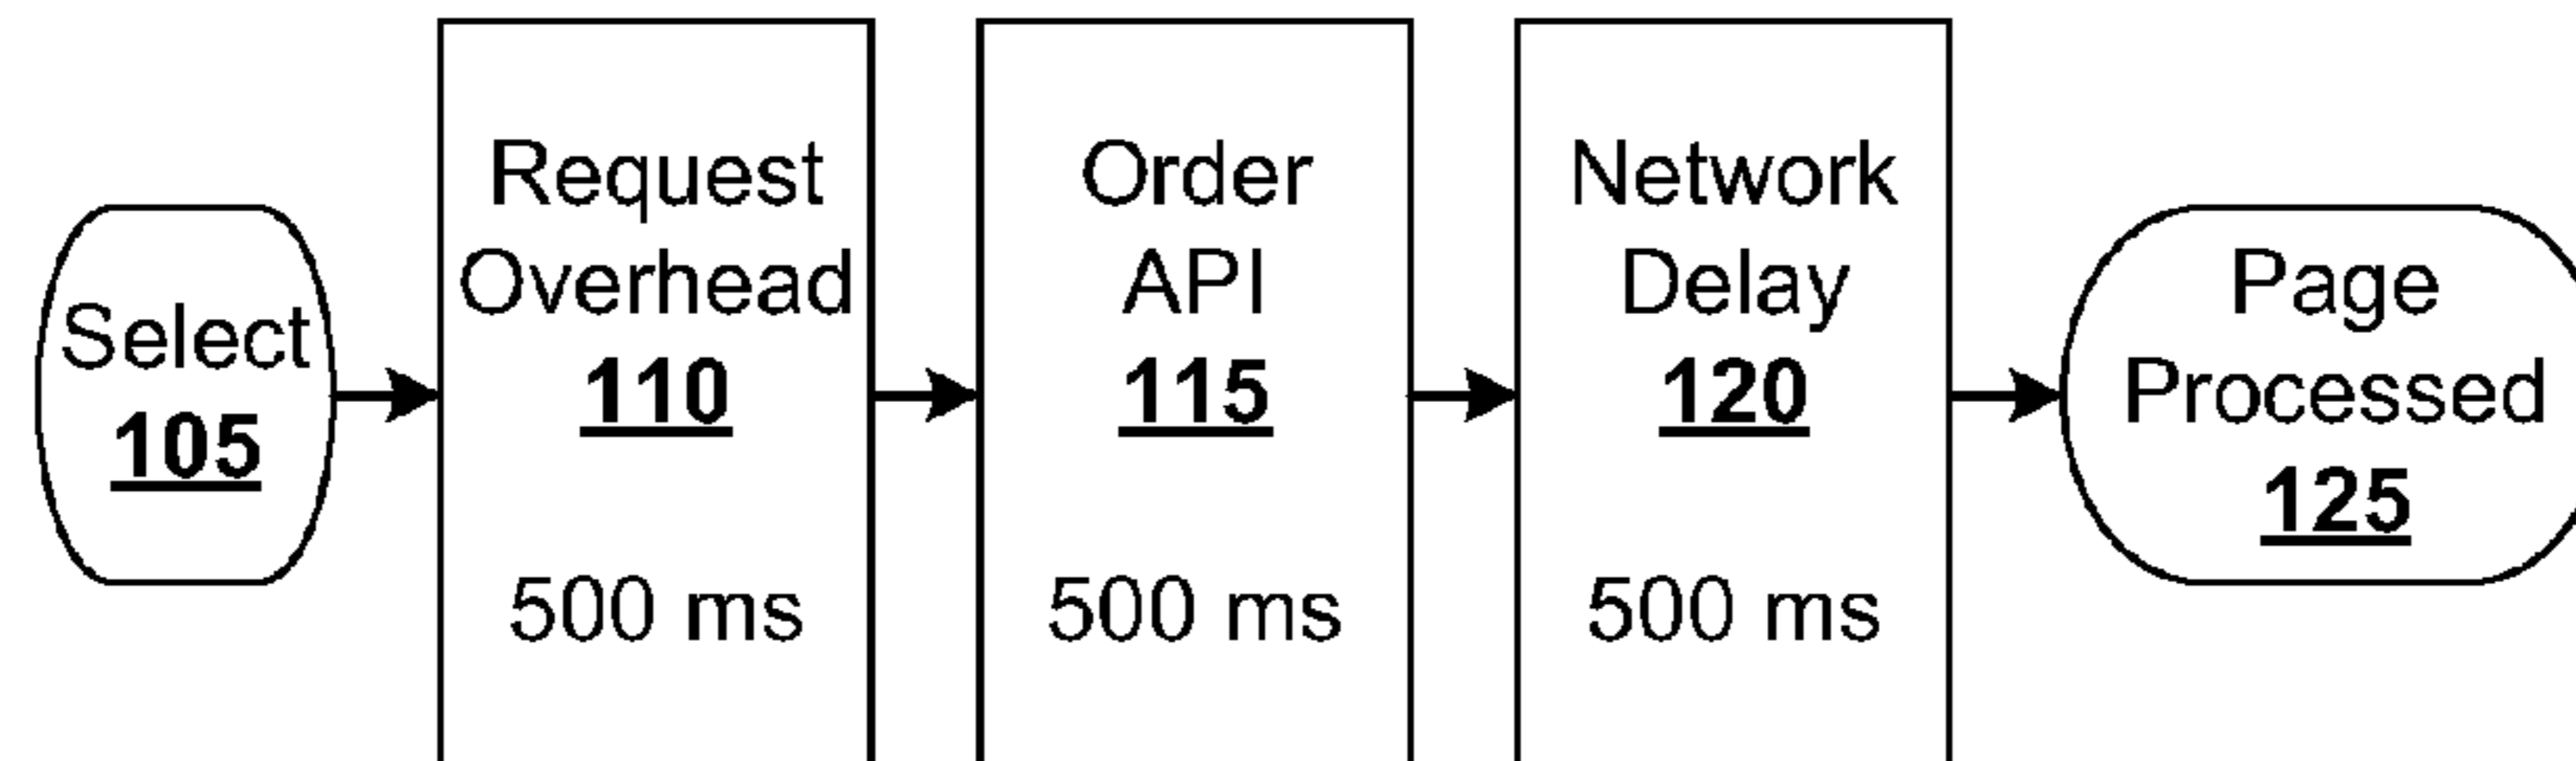 Select
105
Request
Overhead
110
500 ms
Order
API
115
500 ms
Network
Delay
120
500 ms
Page
Processed
125